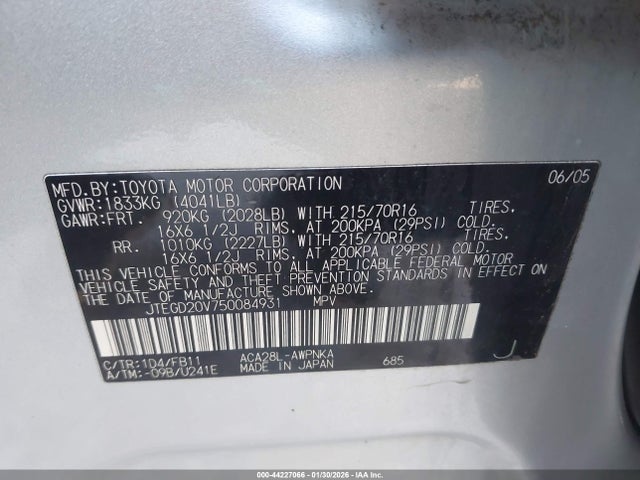 MFD.BY:TOYOTA MOTOR CORPORATION 06/05
GVWR:1833KG (4041LB)
GAWR:FRT. 920KG (2028LB) WITH 215/70R16 TIRES.
16X6 1/2J RIMS. AT 200KPA (29PSI) COLD.
RR. 1010KG (2227LB) WITH 215/70R16 TIRES.
16X6 1/2J RIMS. AT 200KPA (29PSI) COLD.
THIS VEHICLE CONFORMS TO ALL APPLICABLE FEDERAL MOTOR
VEHICLE SAFETY AND THEFT PREVENTION STANDARDS IN EFFECT
ON THE DATE OF MANUFACTURE SHOWN ABOVE.
JTEGD20V750084931 MPV
C/TR:1D4/FB11 ACA28L-AWPNKA 685 J
A/TM:-09B/U241E MADE IN JAPAN
000-44227066 - 01/30/2026 - IAAI.COM